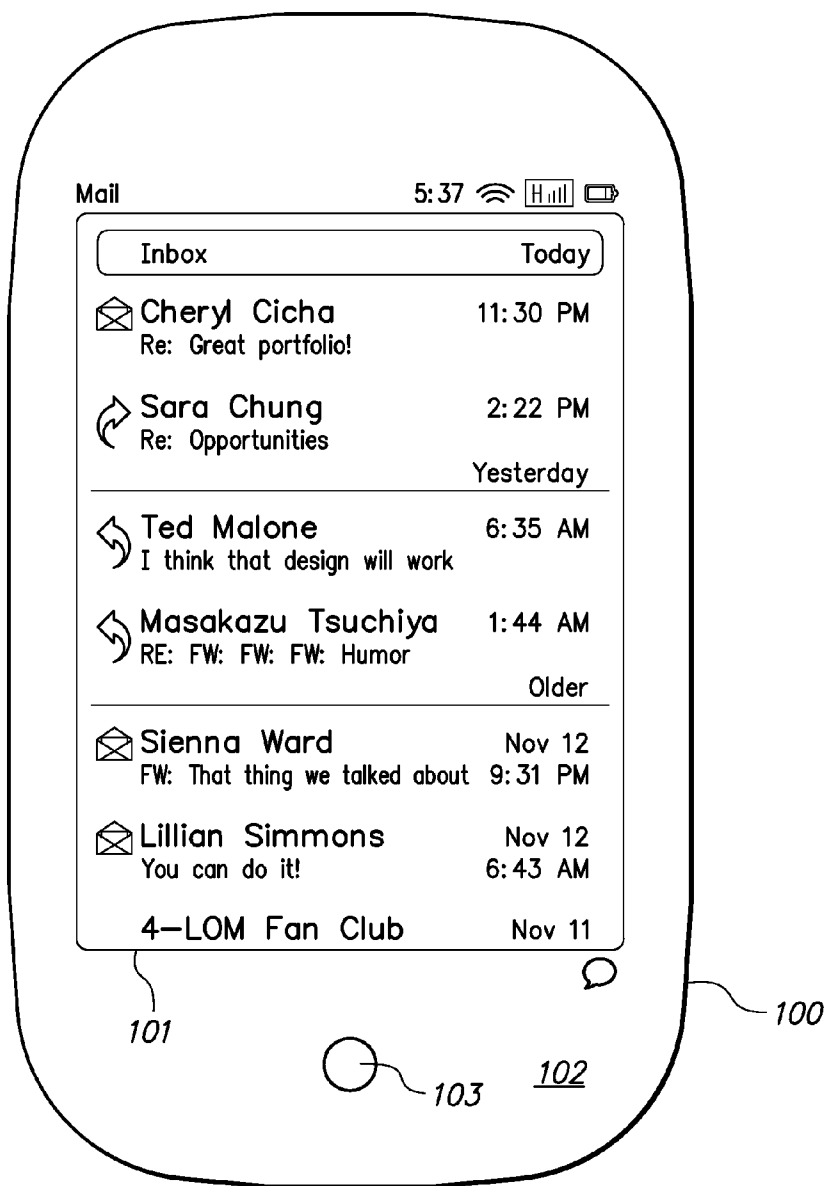 Mail 5:37 H
Inbox Today
Cheryl Cicha 11:30 PM
Re: Great portfolio!
Sara Chung 2:22 PM
Re: Opportunities
Yesterday
Ted Malone 6:35 AM
I think that design will work
Masakazu Tsuchiya 1:44 AM
RE: FW: FW: FW: Humor
Older
Sienna Ward Nov 12
FW: That thing we talked about 9:31 PM
Lillian Simmons Nov 12
You can do it! 6:43 AM
4-LOM Fan Club Nov 11
101
100
103
102